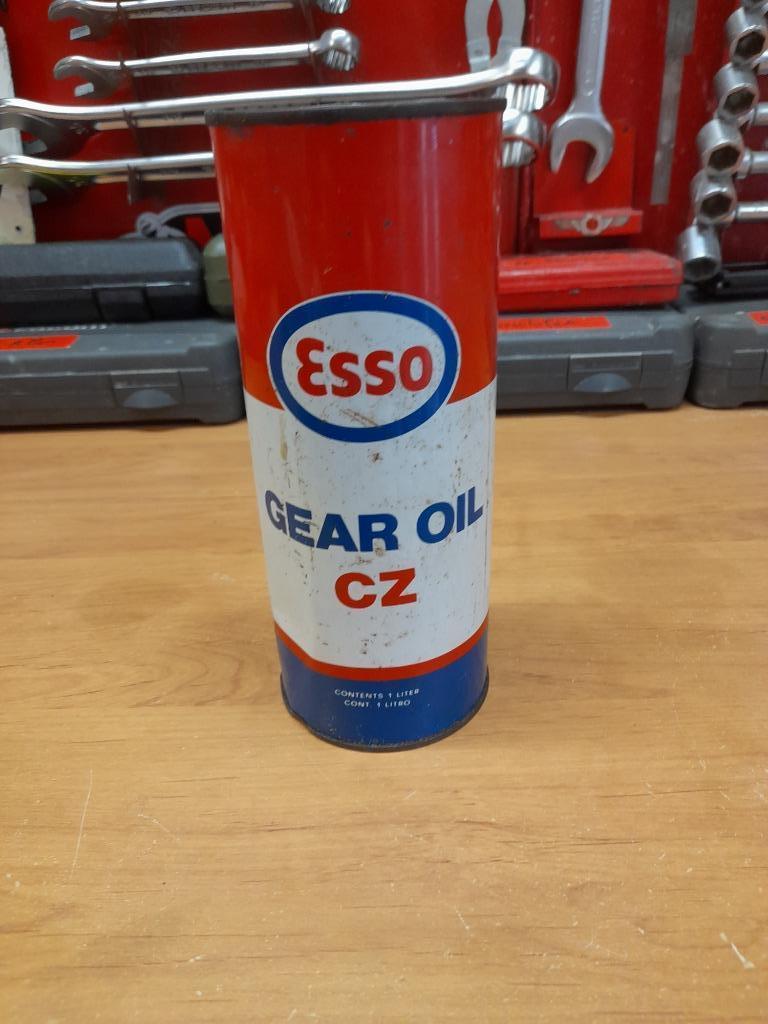 Esso
GEAR OIL
CZ
CONTENTS 1 LITER
CONT. 1 LITRO